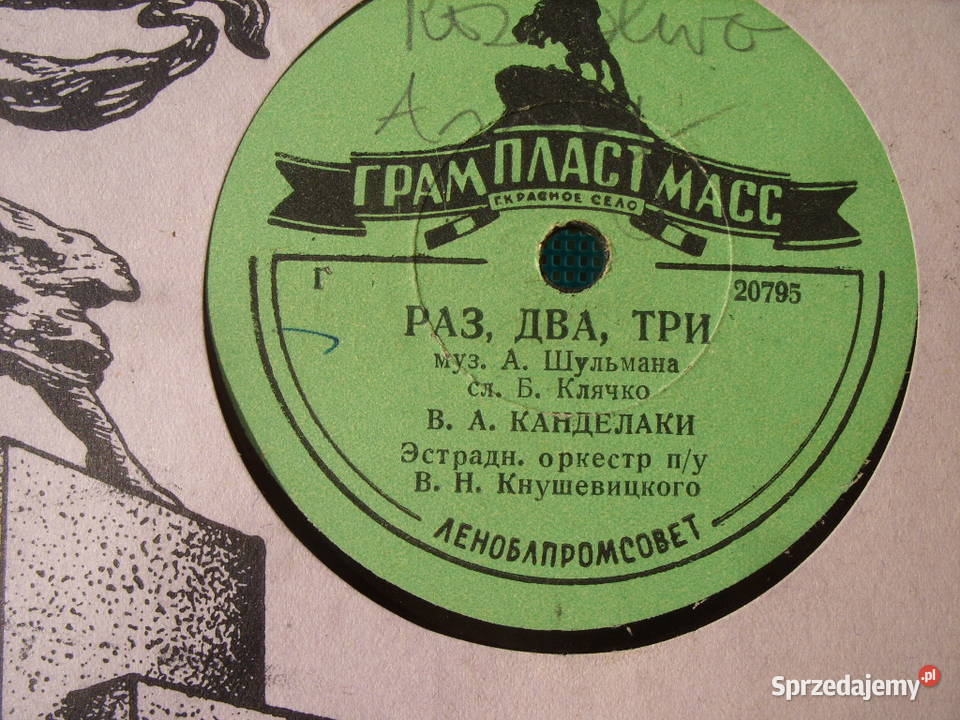 ГРАМПЛАСТМАСС
Г.КРАСНОЕ СЕЛО
Г
20795
РАЗ, ДВА, ТРИ
муз. А. Шульмана
сл. Б. Клячко
В. А. КАНДЕЛАКИ
Эстрадн. оркестр п/у
В. Н. Кнушевицкого
ЛЕНОБЛПРОМСОВЕТ
Sprzedajemy.pl